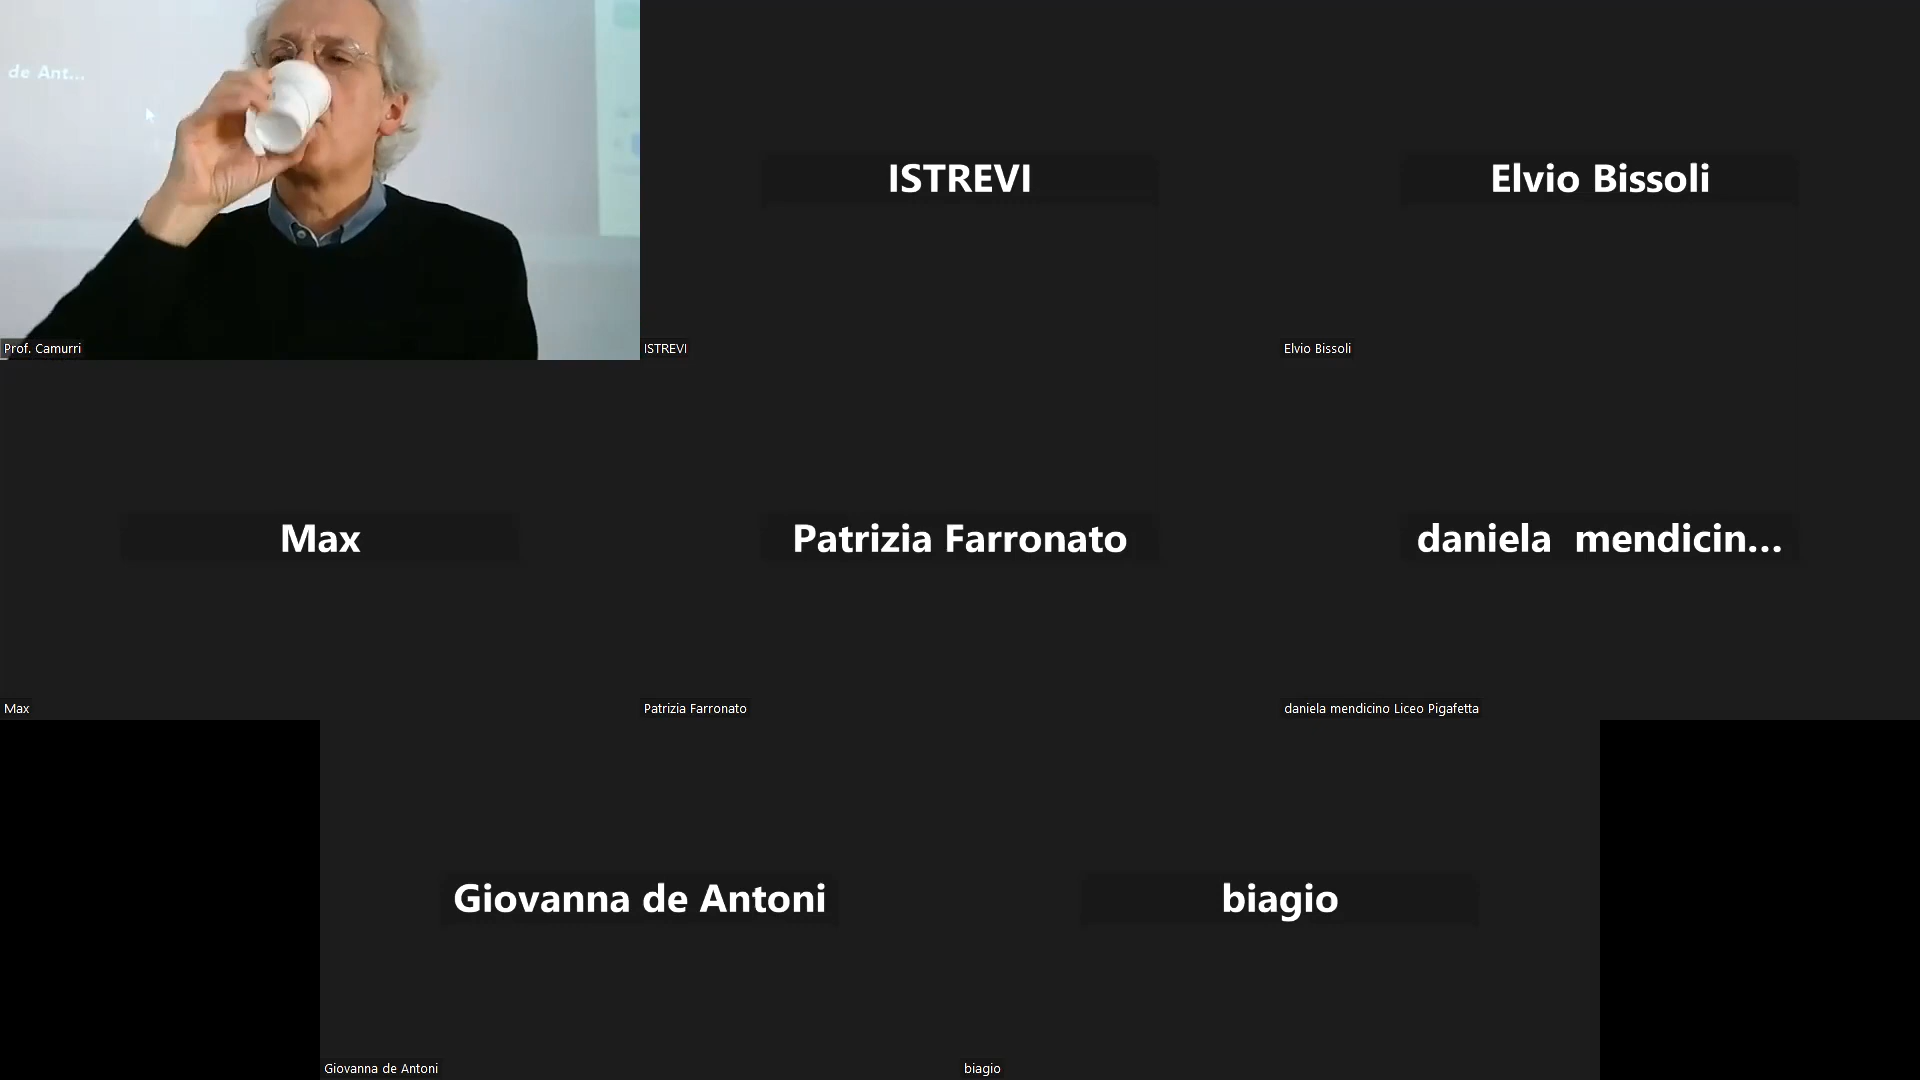 de Ant...
Prof. Camurri
ISTREVI
ISTREVI
Elvio Bissoli
Elvio Bissoli
Max
Max
Patrizia Farronato
Patrizia Farronato
daniela mendicin...
daniela mendicino Liceo Pigafetta
Giovanna de Antoni
Giovanna de Antoni
biagio
biagio